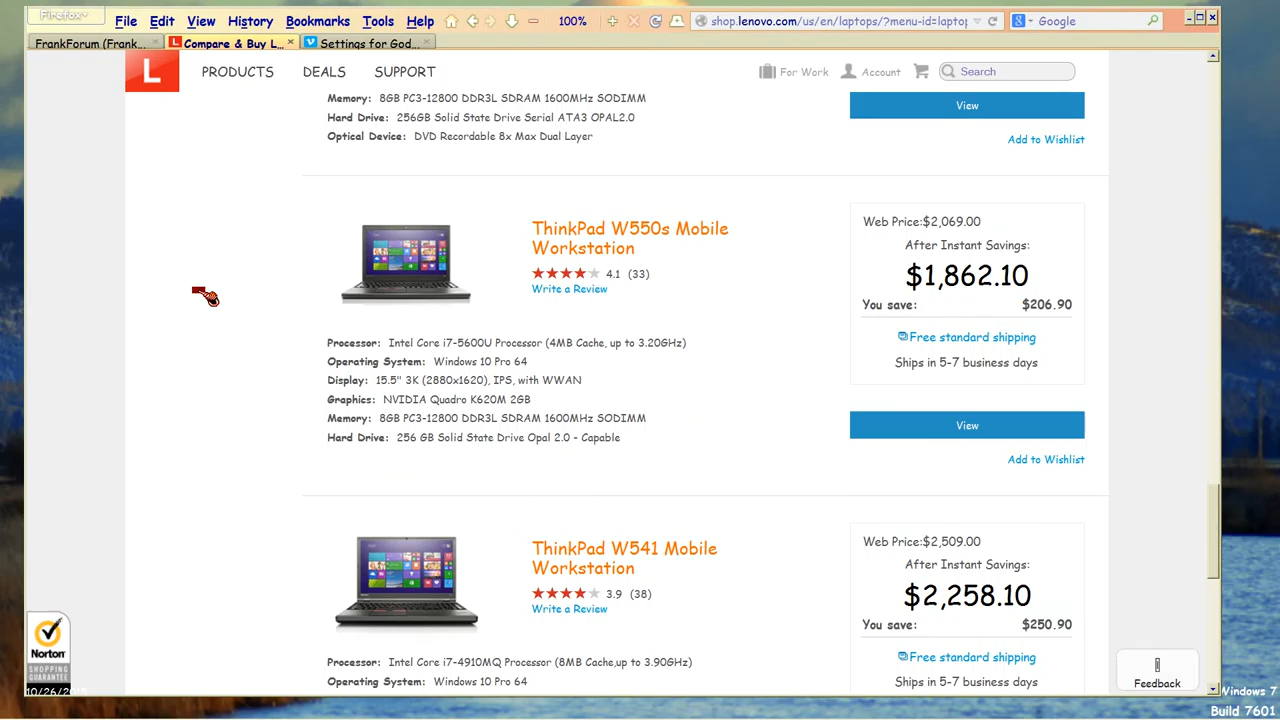 Firefox
File Edit View History Bookmarks Tools Help 100% shop.lenovo.com/us/en/laptops/?menu-id=laptop Google
FrankForum (Frank... Compare & Buy L... Settings for God...
L PRODUCTS DEALS SUPPORT For Work Account Search
Memory: 8GB PC3-12800 DDR3L SDRAM 1600MHz SODIMM
View
Hard Drive: 256GB Solid State Drive Serial ATA3 OPAL2.0
Optical Device: DVD Recordable 8x Max Dual Layer
Add to Wishlist
ThinkPad W550s Mobile
Workstation
4.1 (33)
Write a Review
Web Price:$2,069.00
After Instant Savings:
$1,862.10
You save: $206.90
Free standard shipping
Ships in 5-7 business days
Processor: Intel Core i7-5600U Processor (4MB Cache, up to 3.20GHz)
Operating System: Windows 10 Pro 64
Display: 15.5" 3K (2880x1620), IPS, with WWAN
Graphics: NVIDIA Quadro K620M 2GB
Memory: 8GB PC3-12800 DDR3L SDRAM 1600MHz SODIMM
Hard Drive: 256 GB Solid State Drive Opal 2.0 - Capable
View
Add to Wishlist
ThinkPad W541 Mobile
Workstation
3.9 (38)
Write a Review
Web Price:$2,509.00
After Instant Savings:
$2,258.10
You save: $250.90
Free standard shipping
Ships in 5-7 business days
Processor: Intel Core i7-4910MQ Processor (8MB Cache,up to 3.90GHz)
Operating System: Windows 10 Pro 64
Norton
SHOPPING
GUARANTEE
Feedback
Windows 7
Build 7601